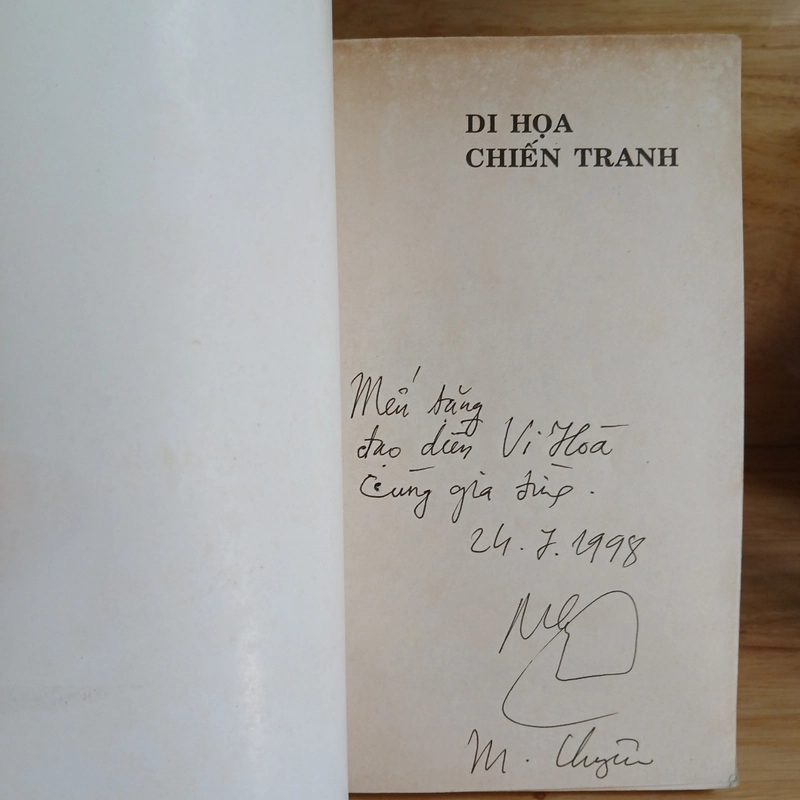 DI HỌA
CHIẾN TRANH
Mến tặng
đạo diễn Vi Hoà
Cùng gia đình.
24.7.1998
M. Chuyên